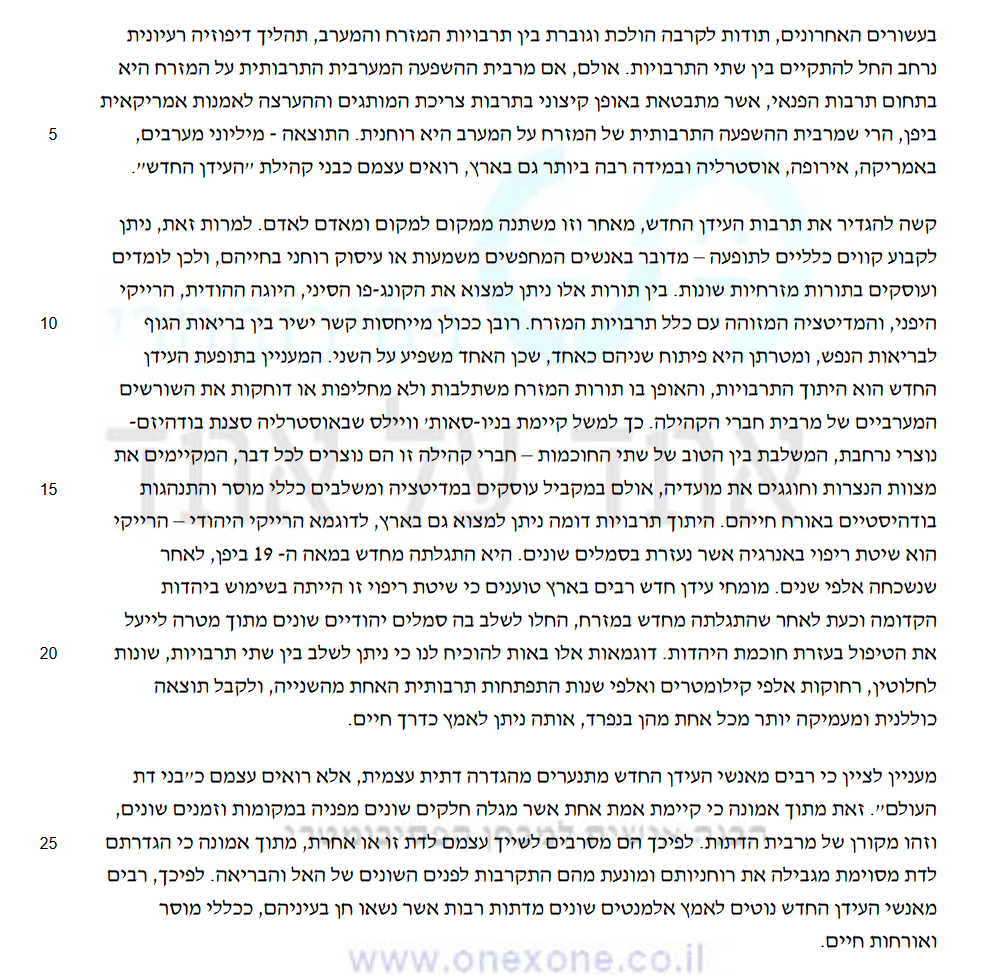 בעשורים האחרונים, תודות לקרבה הולכת וגוברת בין תרבויות המזרח והמערב, תהליך דיפוזיה רעיונית
נרחב החל להתקיים בין שתי התרבויות. אולם, אם מרבית ההשפעה המערבית התרבותית על המזרח היא
בתחום תרבות הפנאי, אשר מתבטאת באופן קיצוני בתרבות צריכת המותגים וההערצה לאמנות אמריקאית
5 ביפן, הרי שמרבית ההשפעה התרבותית של המזרח על המערב היא רוחנית. התוצאה - מיליוני מערבים,
באמריקה, אירופה, אוסטרליה ובמידה רבה ביותר גם בארץ, רואים עצמם כבני קהילת "העידן החדש".
קשה להגדיר את תרבות העידן החדש, מאחר וזו משתנה ממקום למקום ומאדם לאדם. למרות זאת, ניתן
לקבוע קווים כלליים לתופעה – מדובר באנשים המחפשים משמעות או עיסוק רוחני בחייהם, ולכן לומדים
ועוסקים בתורות מזרחיות שונות. בין תורות אלו ניתן למצוא את הקונג-פו הסיני, היוגה ההודית, הרייקי
10 היפני, והמדיטציה המזוהה עם כלל תרבויות המזרח. רובן ככולן מייחסות קשר ישיר בין בריאות הגוף
לבריאות הנפש, ומטרתן היא פיתוח שניהם כאחד, שכן האחד משפיע על השני. המעניין בתופעת העידן
החדש הוא היתוך התרבויות, והאופן בו תורות המזרח משתלבות ולא מחליפות או דוחקות את השורשים
המערביים של מרבית חברי הקהילה. כך למשל קיימת בניו-סאות' וויילס שבאוסטרליה סצנת בודהיזם-
נוצרי נרחבת, המשלבת בין הטוב של שתי החוכמות – חברי קהילה זו הם נוצרים לכל דבר, המקיימים את
15 מצוות הנצרות וחוגגים את מועדיה, אולם במקביל עוסקים במדיטציה ומשלבים כללי מוסר והתנהגות
בודהיסטיים באורח חייהם. היתוך תרבויות דומה ניתן למצוא גם בארץ, לדוגמא הרייקי היהודי – הרייקי
הוא שיטת ריפוי באנרגיה אשר נעזרת בסמלים שונים. היא התגלתה מחדש במאה ה- 19 ביפן, לאחר
שנשכחה אלפי שנים. מומחי עידן חדש רבים בארץ טוענים כי שיטת ריפוי זו הייתה בשימוש ביהדות
הקדומה וכעת לאחר שהתגלתה מחדש במזרח, החלו לשלב בה סמלים יהודיים שונים מתוך מטרה לייעל
20 את הטיפול בעזרת חוכמת היהדות. דוגמאות אלו באות להוכיח לנו כי ניתן לשלב בין שתי תרבויות, שונות
לחלוטין, רחוקות אלפי קילומטרים ואלפי שנות התפתחות תרבותית האחת מהשנייה, ולקבל תוצאה
כוללנית ומעמיקה יותר מכל אחת מהן בנפרד, אותה ניתן לאמץ כדרך חיים.
מעניין לציין כי רבים מאנשי העידן החדש מתנערים מהגדרה דתית עצמית, אלא רואים עצמם כ"בני דת
העולם". זאת מתוך אמונה כי קיימת אמת אחת אשר מגלה חלקים שונים מפניה במקומות וזמנים שונים,
25 וזהו מקורן של מרבית הדתות. לפיכך הם מסרבים לשייך עצמם לדת זו או אחרת, מתוך אמונה כי הגדרתם
לדת מסוימת מגבילה את רוחניותם ומונעת מהם התקרבות לפנים השונים של האל והבריאה. לפיכך, רבים
מאנשי העידן החדש נוטים לאמץ אלמנטים שונים מדתות רבות אשר נשאו חן בעיניהם, ככללי מוסר
ואורחות חיים.
אחד על אחד
www.onexone.co.il